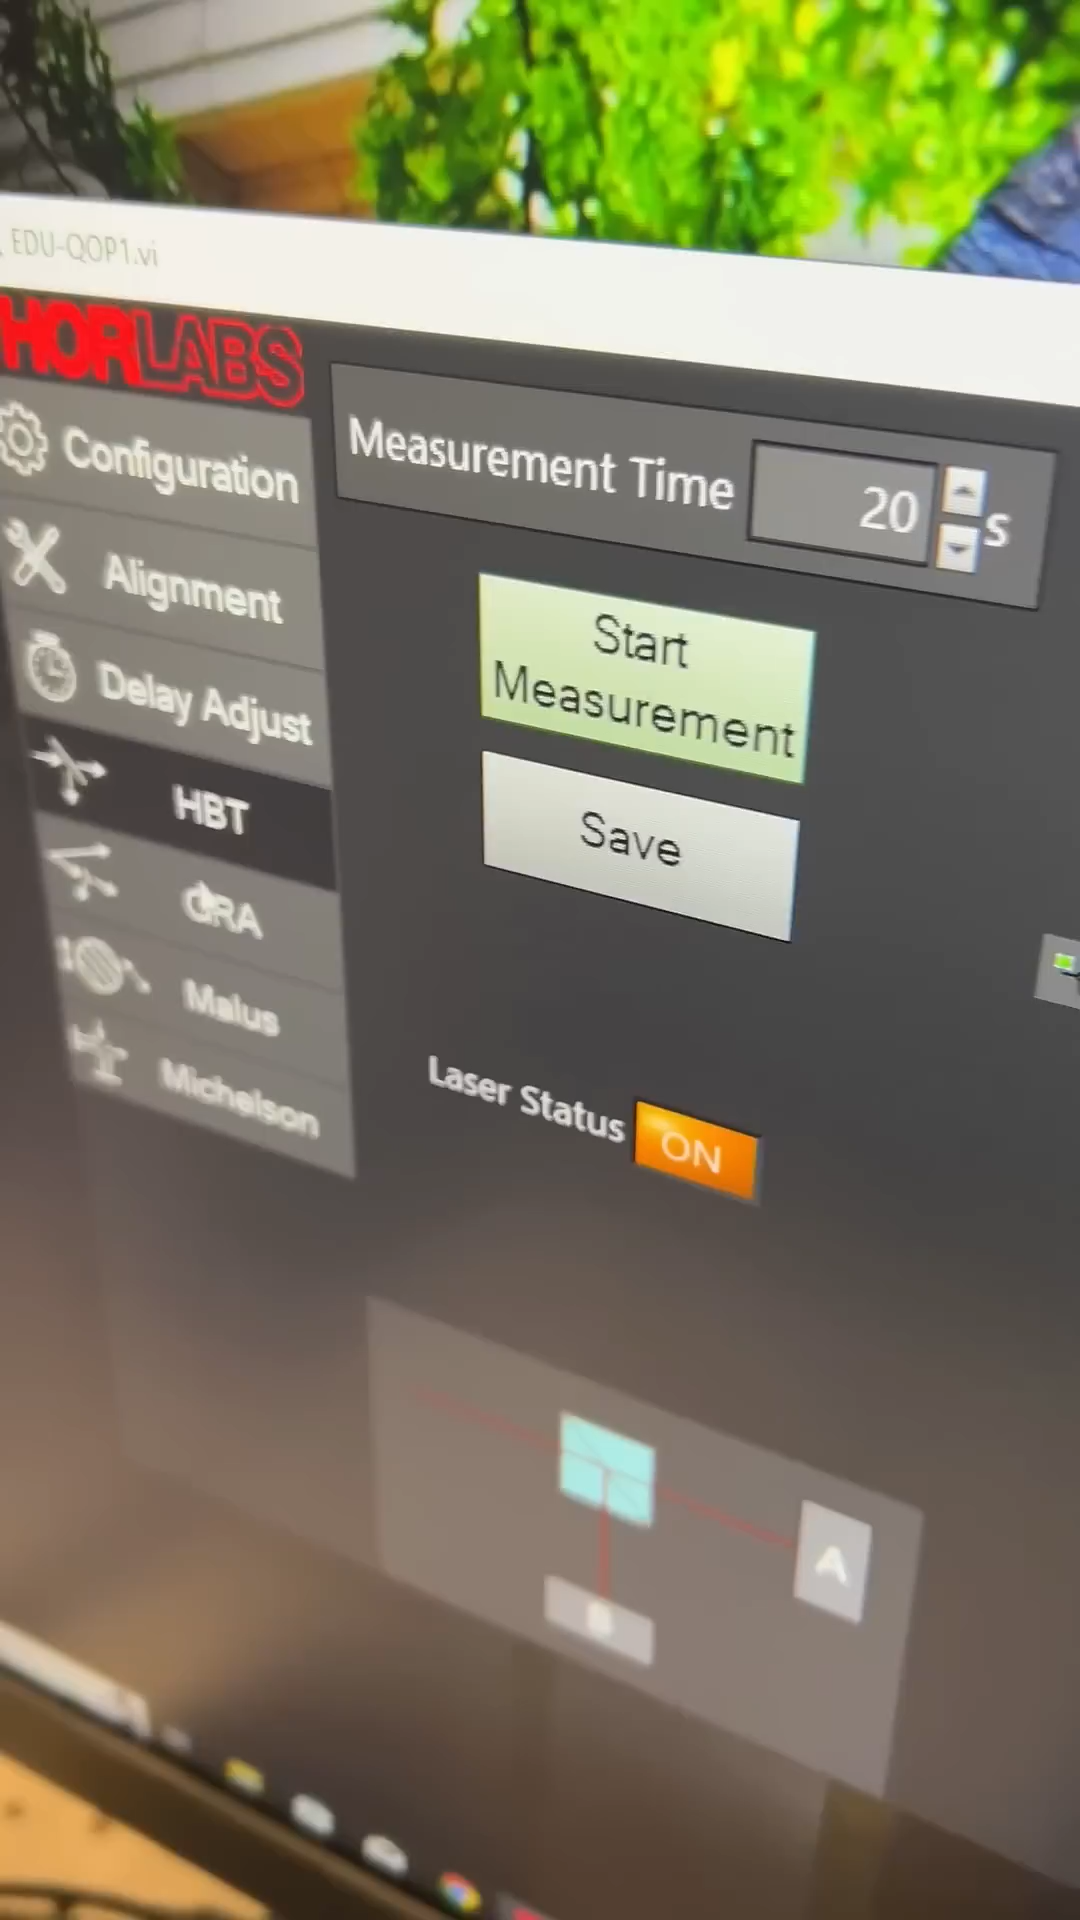 EDU-QOP1.vi
HORLABS
Configuration
Measurement Time 20 s
Alignment
Start
Measurement
Delay Adjust
HBT
Save
GRA
Malus
Michelson
Laser Status ON
A